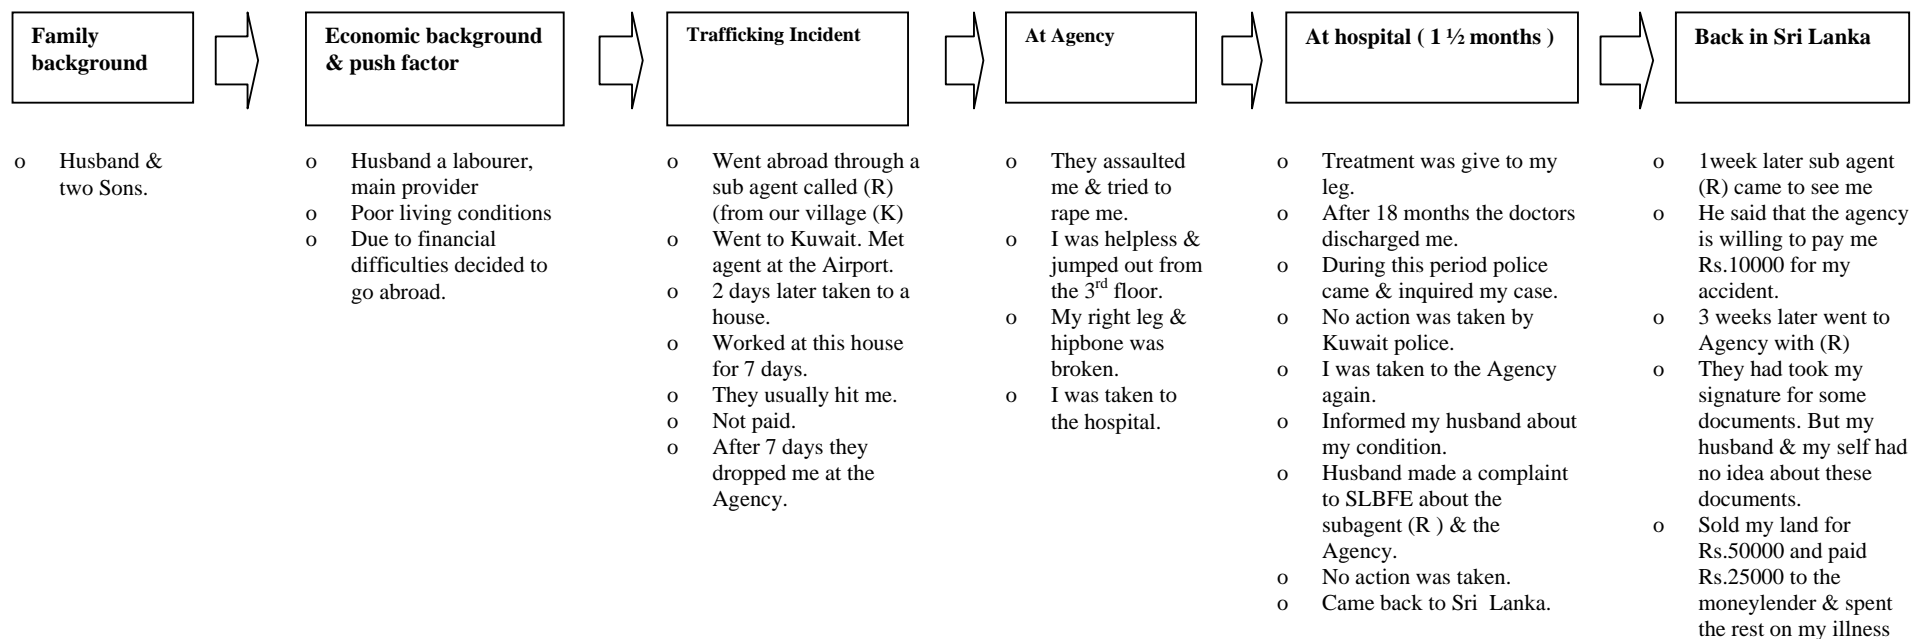 Family
background
Economic background
& push factor
Trafficking Incident
At Agency
At hospital ( 1 ½ months )
Back in Sri Lanka
o Husband &
two Sons.
o Husband a labourer,
main provider
o Poor living conditions
o Due to financial
difficulties decided to
go abroad.
o Went abroad through a
sub agent called (R)
(from our village (K)
o Went to Kuwait. Met
agent at the Airport.
o 2 days later taken to a
house.
o Worked at this house
for 7 days.
o They usually hit me.
o Not paid.
o After 7 days they
dropped me at the
Agency.
o They assaulted
me & tried to
rape me.
o I was helpless &
jumped out from
the 3rd floor.
o My right leg &
hipbone was
broken.
o I was taken to
the hospital.
o Treatment was give to my
leg.
o After 18 months the doctors
discharged me.
o During this period police
came & inquired my case.
o No action was taken by
Kuwait police.
o I was taken to the Agency
again.
o Informed my husband about
my condition.
o Husband made a complaint
to SLBFE about the
subagent (R ) & the
Agency.
o No action was taken.
o Came back to Sri Lanka.
o 1week later sub agent
(R) came to see me
o He said that the agency
is willing to pay me
Rs.10000 for my
accident.
o 3 weeks later went to
Agency with (R)
o They had took my
signature for some
documents. But my
husband & my self had
no idea about these
documents.
o Sold my land for
Rs.50000 and paid
Rs.25000 to the
moneylender & spent
the rest on my illness